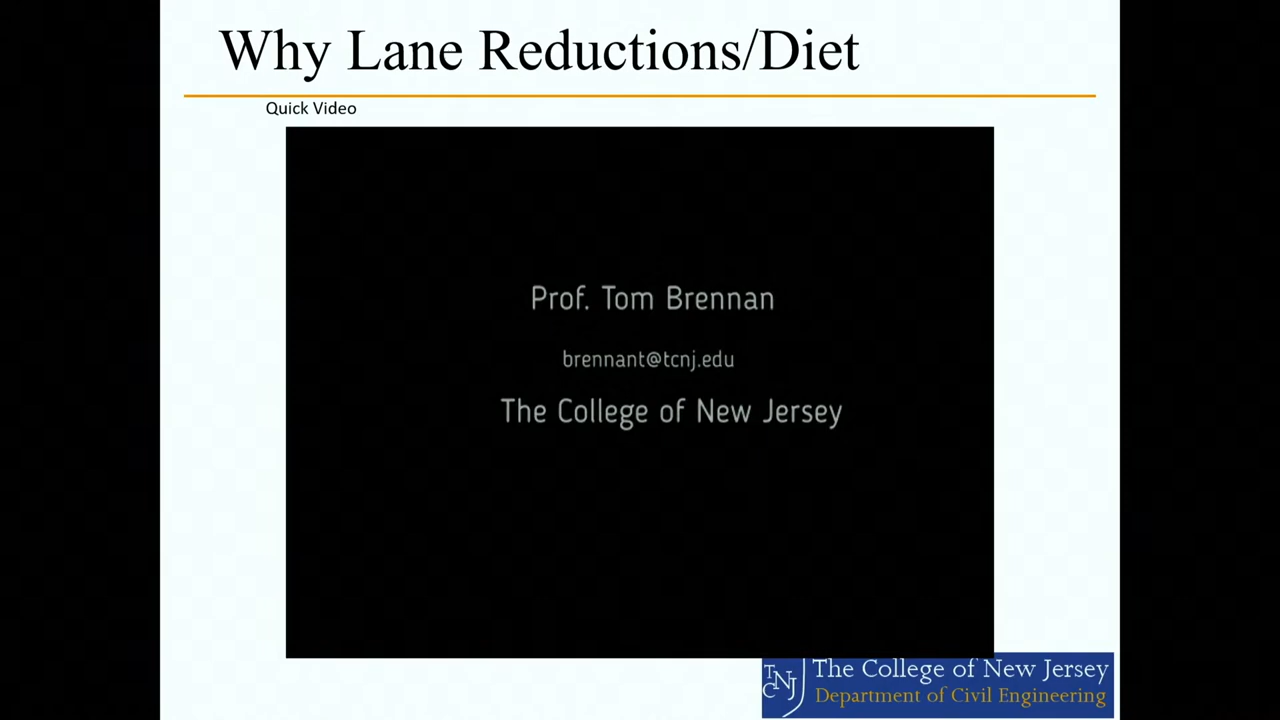 Why Lane Reductions/Diet
Quick Video
Prof. Tom Brennan
brennant@tcnj.edu
The College of New Jersey
TCNJ
The College of New Jersey
Department of Civil Engineering